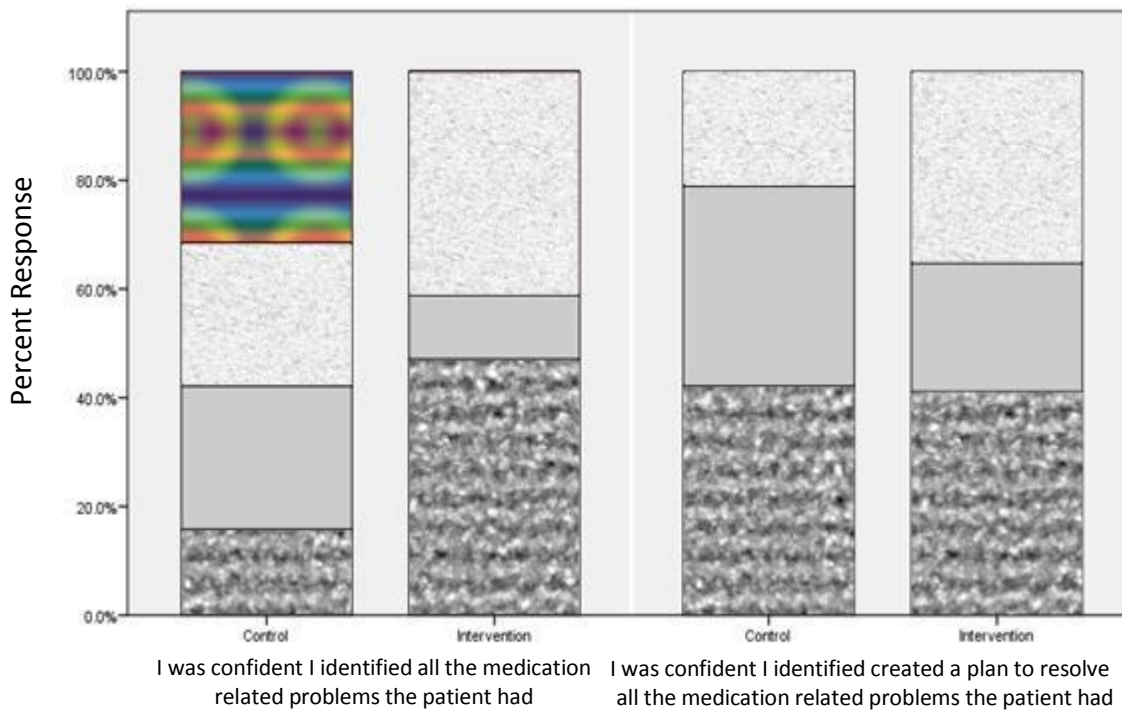 Percent Response
100.0%
80.0%
60.0%
40.0%
20.0%
0.0%
Control
Intervention
Control
Intervention
I was confident I identified all the medication
related problems the patient had
I was confident I identified created a plan to resolve
all the medication related problems the patient had